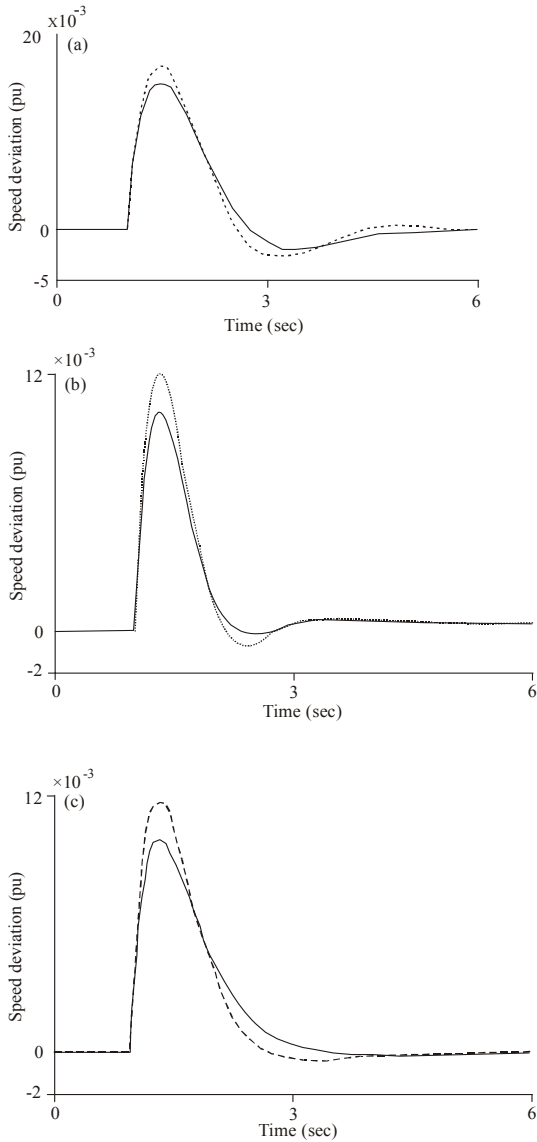 ×10-3
20
(a)
Speed deviation (pu)
0
-5
0
3
6
Time (sec)
×10-3
12
(b)
Speed deviation (pu)
0
-2
0
3
6
Time (sec)
×10-3
12
(c)
Speed deviation (pu)
0
-2
0
3
6
Time (sec)